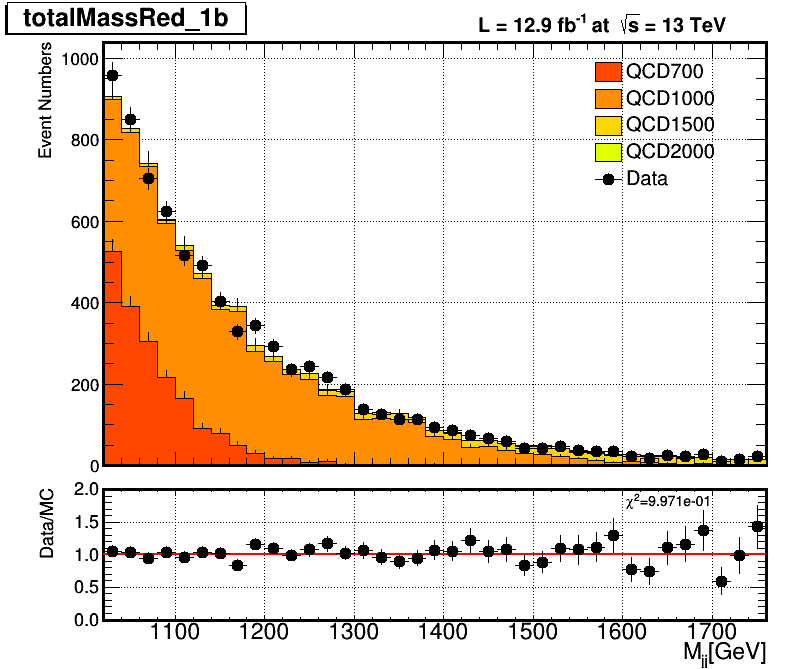 totalMassRed_1b
L = 12.9 fb⁻¹ at √s = 13 TeV
Event Numbers
1000
800
600
400
200
0
QCD700
QCD1000
QCD1500
QCD2000
Data
Data/MC
2.0
1.5
1.0
0.5
0.0
χ²=9.971e-01
1100 1200 1300 1400 1500 1600 1700
M_jj[GeV]